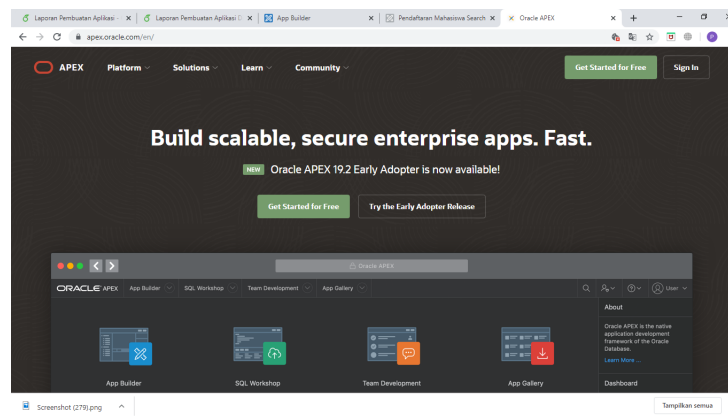 Laporan Pembuatan Aplikasi -
Laporan Pembuatan Aplikasi D
App Builder
Pendaftaran Mahasiswa Search
Oracle APEX
apex.oracle.com/en/
APEX
Platform
Solutions
Learn
Community
Get Started for Free
Sign In
Build scalable, secure enterprise apps. Fast.
NEW Oracle APEX 19.2 Early Adopter is now available!
Get Started for Free
Try the Early Adopter Release
Oracle APEX
ORACLE APEX
App Builder
SQL Workshop
Team Development
App Gallery
User
About
Oracle APEX is the native
application development
framework of the Oracle
Database.
Learn More ...
App Builder
SQL Workshop
Team Development
App Gallery
Dashboard
Screenshot (279).png
Tampilkan semua